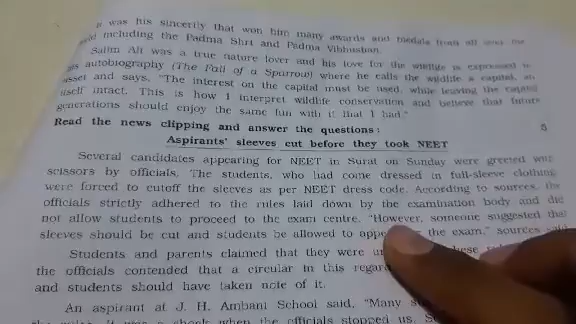 was his sincerity that won him many awards and medals from all over the
including the Padma Shri and Padma Vibhushan.
Salim Ali was a true nature lover and his love for the wildlife is expressed in
his autobiography (The Fall of a Sparrow) where he calls the wildlife a capital, an
asset and says, "The interest on the capital must be used, while leaving the capital
itself intact. This is how I interpret wildlife conservation and believe that future
generations should enjoy the same fun with it that I had."
Read the news clipping and answer the questions: 5
Aspirants' sleeves cut before they took NEET
Several candidates appearing for NEET in Surat on Sunday were greeted with
scissors by officials. The students, who had come dressed in full-sleeve clothing
were forced to cutoff the sleeves as per NEET dress code. According to sources, the
officials strictly adhered to the rules laid down by the examination body and did
not allow students to proceed to the exam centre. "However, someone suggested that
sleeves should be cut and students be allowed to the exam," sources
Students and parents claimed that they were
the officials contended that a circular in this
and students should have taken note of it.
An aspirant at J. H. Ambani School said, "Many
it was a shock when the officials stopped us.